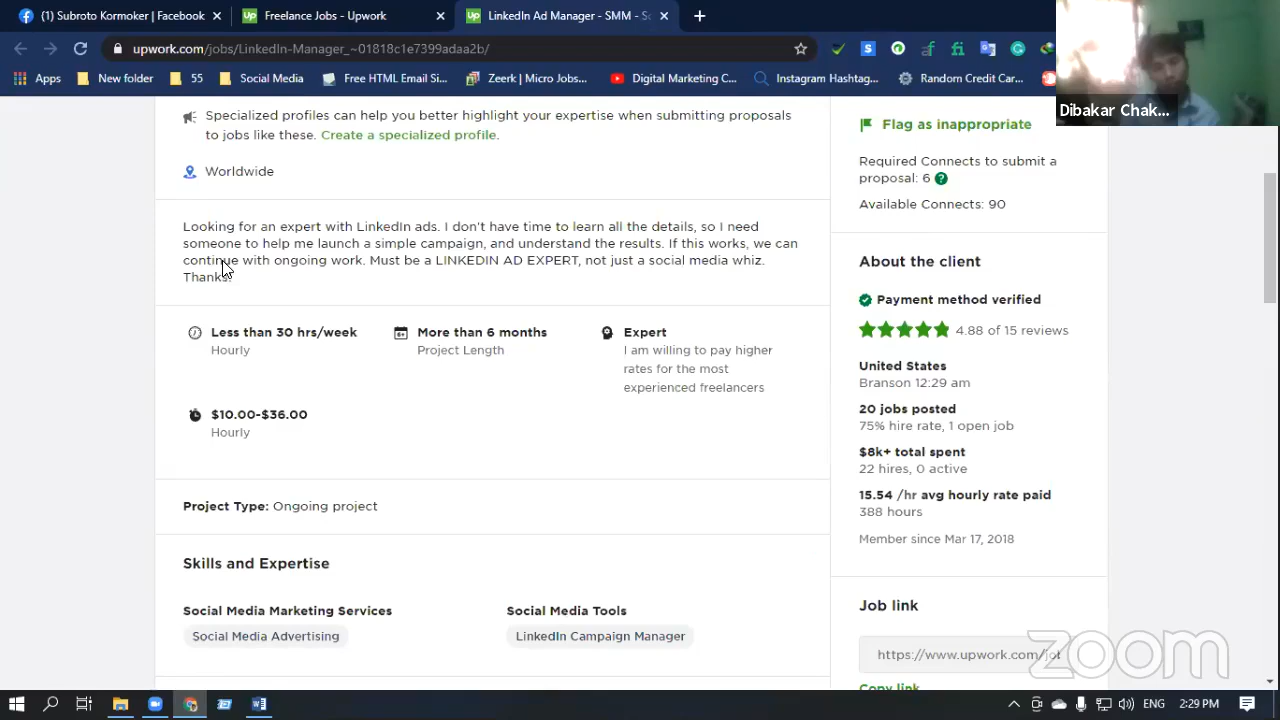 (1) Subroto Komoker | Facebook
Freelance Jobs - Upwork
LinkedIn Ad Manager - SMM - Sc
upwork.com/jobs/LinkedIn-Manager_~01818c1e7399adaa2b/
Apps
New folder
55
Social Media
Free HTML Email Si...
Zeerk | Micro Jobs...
Digital Marketing C...
Instagram Hashtag...
Random Credit Car...
Dibakar Chak...
Specialized profiles can help you better highlight your expertise when submitting proposals
to jobs like these. Create a specialized profile.
Worldwide
Looking for an expert with LinkedIn ads. I don't have time to learn all the details, so I need
someone to help me launch a simple campaign, and understand the results. If this works, we can
continue with ongoing work. Must be a LINKEDIN AD EXPERT, not just a social media whiz.
Thanks.
Less than 30 hrs/week
Hourly
More than 6 months
Project Length
Expert
I am willing to pay higher
rates for the most
experienced freelancers
$10.00-$36.00
Hourly
Project Type: Ongoing project
Skills and Expertise
Social Media Marketing Services
Social Media Advertising
Social Media Tools
LinkedIn Campaign Manager
Flag as inappropriate
Required Connects to submit a
proposal: 6
Available Connects: 90
About the client
Payment method verified
4.88 of 15 reviews
United States
Branson 12:29 am
20 jobs posted
75% hire rate, 1 open job
$8k+ total spent
22 hires, 0 active
15.54 /hr avg hourly rate paid
388 hours
Member since Mar 17, 2018
Job link
https://www.upwork.com/jot
Copy link
zoom
ENG
2:29 PM